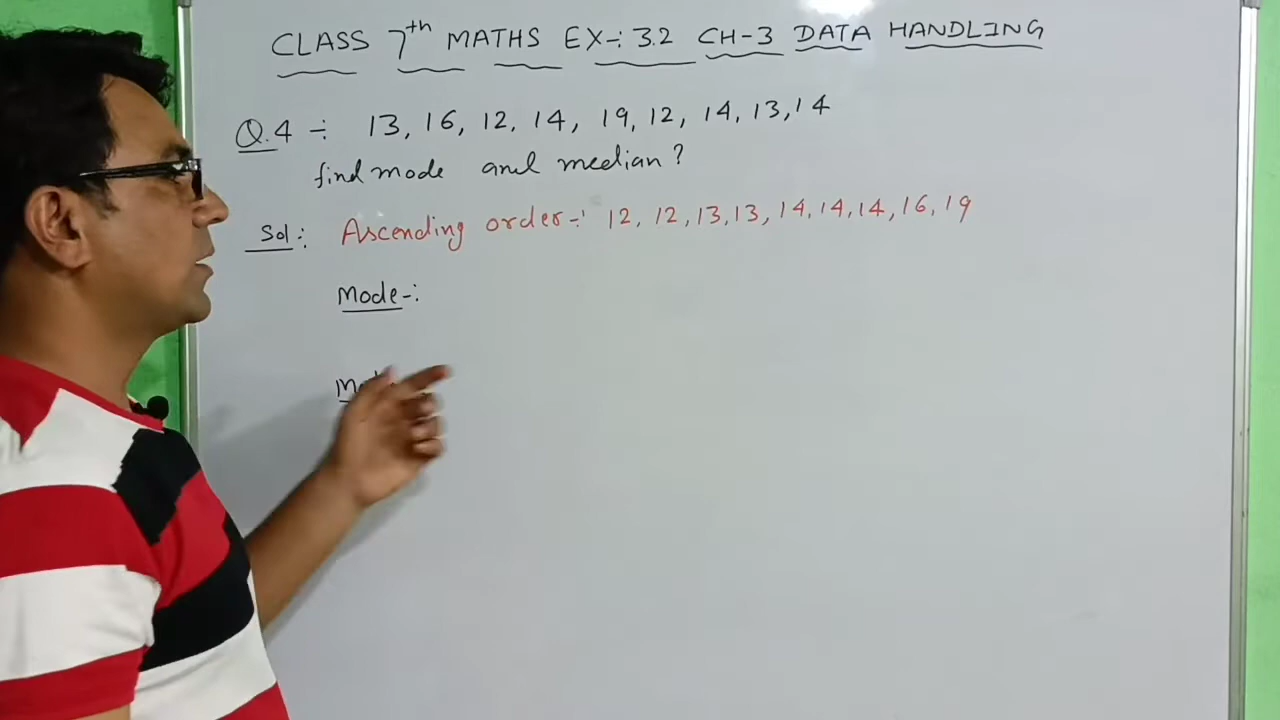 CLASS 7th MATHS EX-: 3.2 CH-3 DATA HANDLING
Q.4 ÷ 13, 16, 12, 14, 19, 12, 14, 13, 14
find mode and median ?
Sol: Ascending order-: 12, 12, 13, 13, 14, 14, 14, 16, 19
Mode-: